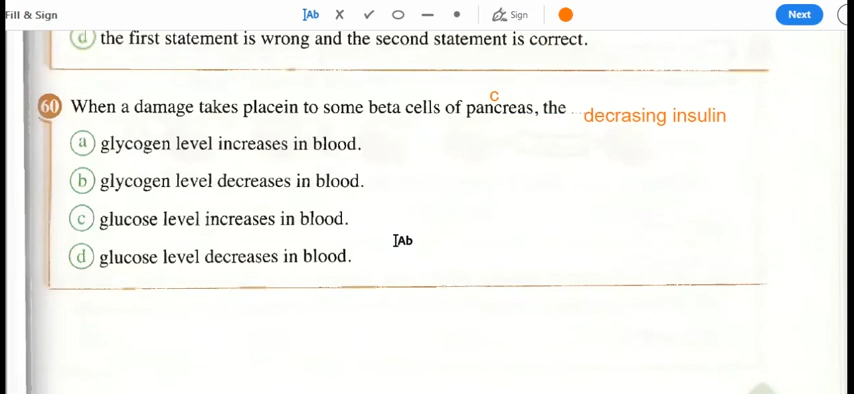 Fill & Sign Ab X Sign Next
d the first statement is wrong and the second statement is correct.
c
60 When a damage takes placein to some beta cells of pancreas, the ... decrasing insulin
a glycogen level increases in blood.
b glycogen level decreases in blood.
c glucose level increases in blood.
Ab
d glucose level decreases in blood.